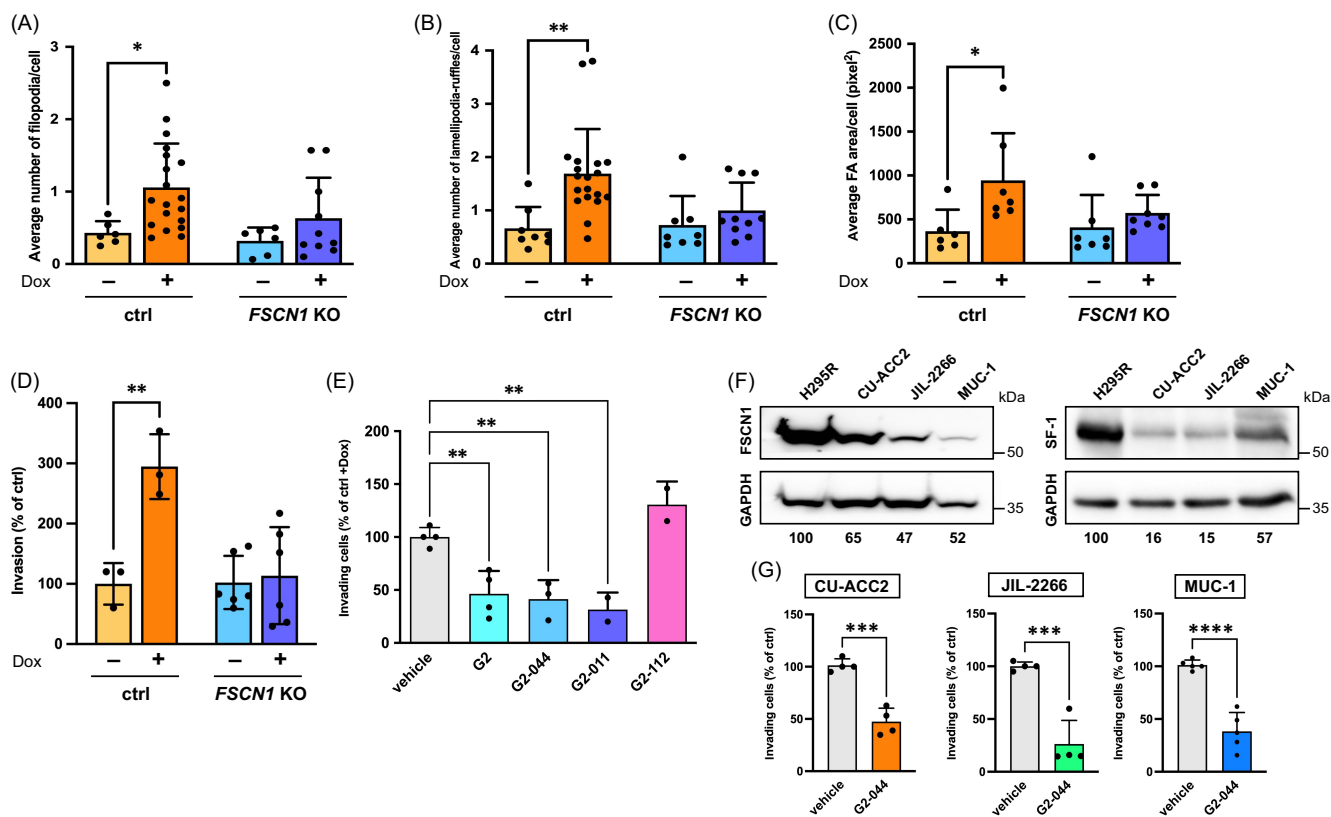 (A)
Average number of filopodia/cell
3
2
1
0
*
Dox − + − +
ctrl FSCN1 KO
(B)
Average number of lamellipodia-ruffles/cell
4
3
2
1
0
**
− + − +
ctrl FSCN1 KO
(C)
Average FA area/cell (pixel²)
2500
2000
1500
1000
500
0
*
Dox − + − +
ctrl FSCN1 KO
(D)
Invasion (% of ctrl)
400
300
200
100
0
**
Dox − + − +
ctrl FSCN1 KO
(E)
Invading cells (% of ctrl +Dox)
200
150
100
50
0
**
**
**
vehicle G2 G2-044 G2-011 G2-112
(F)
H295R CU-ACC2 JIL-2266 MUC-1 kDa
FSCN1 50
GAPDH 35
100 65 47 52
H295R CU-ACC2 JIL-2266 MUC-1 kDa
SF-1 50
GAPDH 35
100 16 15 57
(G)
CU-ACC2
Invading cells (% of ctrl)
150
100
50
0
***
vehicle G2-044
JIL-2266
Invading cells (% of ctrl)
150
100
50
0
***
vehicle G2-044
MUC-1
Invading cells (% of ctrl)
150
100
50
0
****
vehicle G2-044